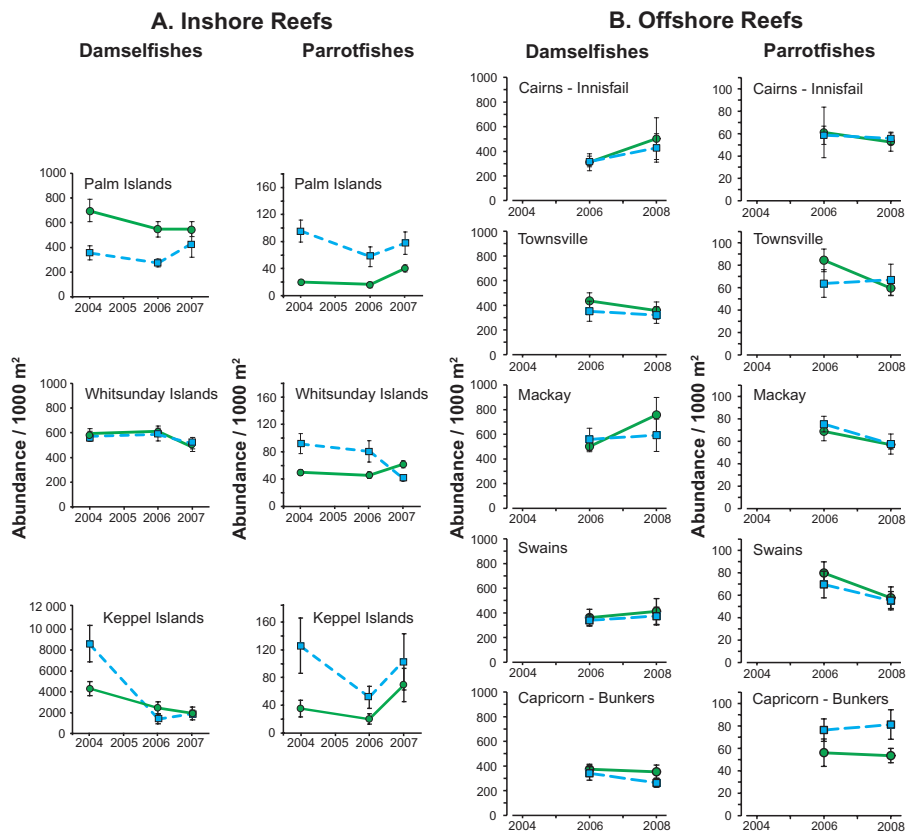 A. Inshore Reefs
Damselfishes
Parrotfishes
Abundance / 1000 m²
Palm Islands
1000
800
600
400
200
0
2004 2005 2006 2007
Palm Islands
160
120
80
40
0
2004 2005 2006 2007
Whitsunday Islands
1000
800
600
400
200
0
2004 2005 2006 2007
Whitsunday Islands
160
120
80
40
0
2004 2005 2006 2007
Keppel Islands
12 000
10 000
8000
6000
4000
2000
0
2004 2005 2006 2007
Keppel Islands
160
120
80
40
0
2004 2005 2006 2007
Abundance / 1000 m²
B. Offshore Reefs
Damselfishes
Parrotfishes
Abundance / 1000 m²
Cairns - Innisfail
1000
800
600
400
200
0
2004 2006 2008
Cairns - Innisfail
100
80
60
40
20
0
2004 2006 2008
Townsville
1000
800
600
400
200
0
2004 2006 2008
Townsville
100
80
60
40
20
0
2004 2006 2008
Mackay
1000
800
600
400
200
0
2004 2006 2008
Mackay
100
80
60
40
20
0
2004 2006 2008
Swains
1000
800
600
400
200
0
2004 2006 2008
Swains
100
80
60
40
20
0
2004 2006 2008
Capricorn - Bunkers
1000
800
600
400
200
0
2004 2006 2008
Capricorn - Bunkers
100
80
60
40
20
0
2004 2006 2008
Abundance / 1000 m²